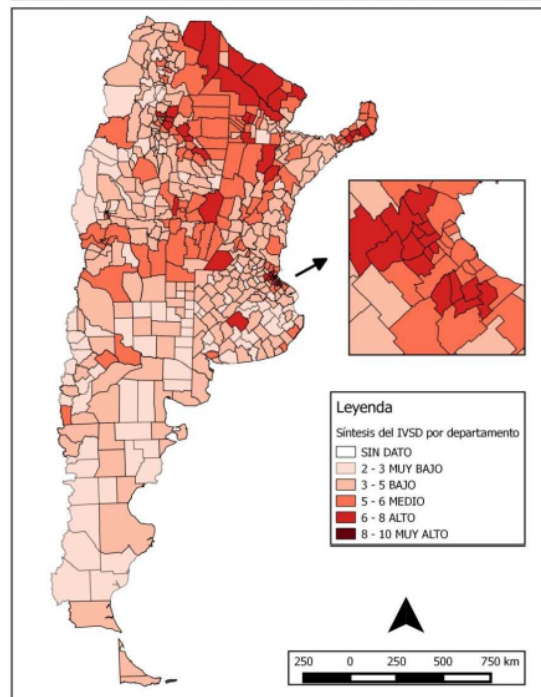 Leyenda
Síntesis del IVSD por departamento
SIN DATO
2 - 3 MUY BAJO
3 - 5 BAJO
5 - 6 MEDIO
6 - 8 ALTO
8 - 10 MUY ALTO
250 0 250 500 750 km